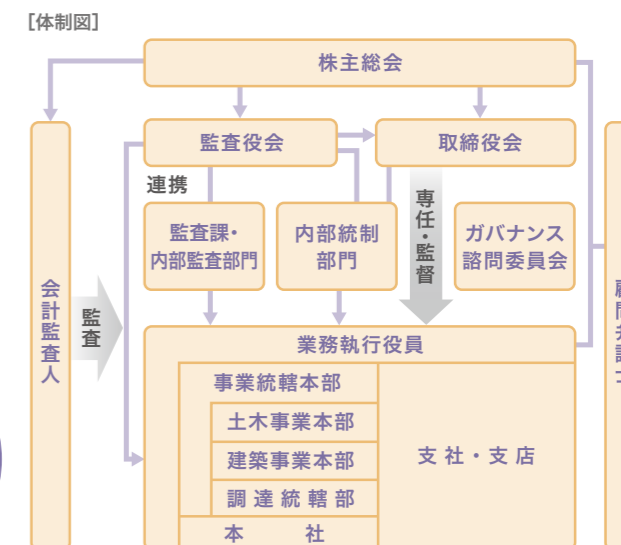 [体制図]
株主総会
監査役会
取締役会
連携
専任・監督
監査課・
内部監査部門
内部統制
部門
ガバナンス
諮問委員会
会計監査人
監査
業務執行役員
事業統轄本部
土木事業本部
建築事業本部
調達統轄部
本社
支社・支店